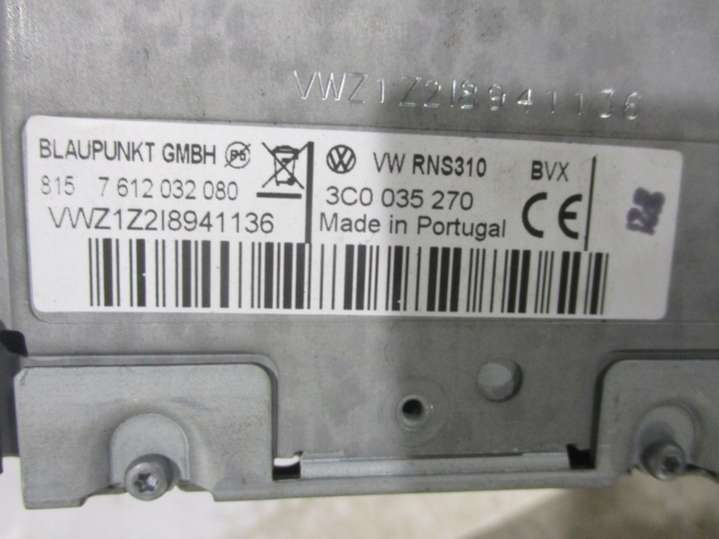 VWZ1Z2I8941136
BLAUPUNKT GMBH Pb
815 7 612 032 080
VWZ1Z2I8941136
VW RNS310 BVX
3C0 035 270
Made in Portugal CE